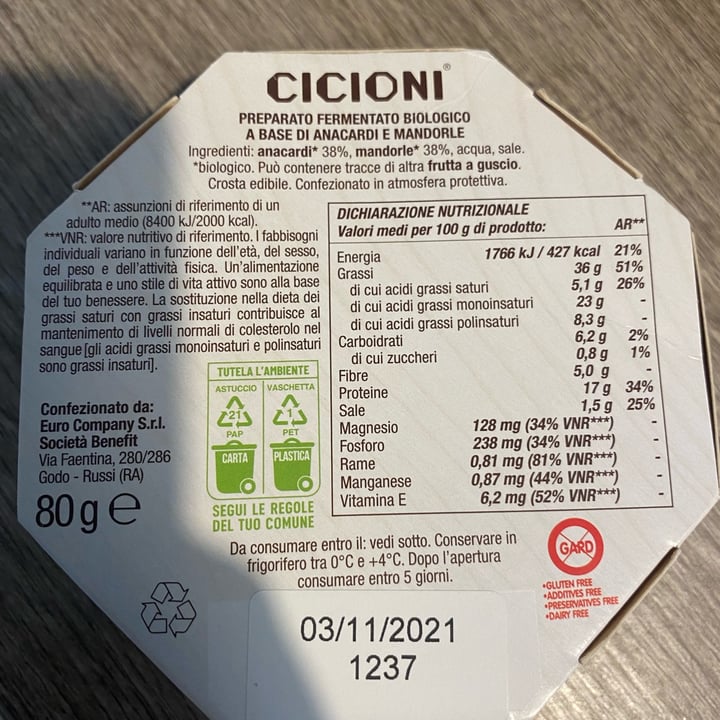 CICIONI®
PREPARATO FERMENTATO BIOLOGICO
A BASE DI ANACARDI E MANDORLE
Ingredienti: anacardi* 38%, mandorle* 38%, acqua, sale.
*biologico. Può contenere tracce di altra frutta a guscio.
Crosta edibile. Confezionato in atmosfera protettiva.
**AR: assunzioni di riferimento di un
adulto medio (8400 kJ/2000 kcal).
***VNR: valore nutritivo di riferimento. I fabbisogni
individuali variano in funzione dell'età, del sesso,
del peso e dell'attività fisica. Un'alimentazione
equilibrata e uno stile di vita attivo sono alla base
del tuo benessere. La sostituzione nella dieta dei
grassi saturi con grassi insaturi contribuisce al
mantenimento di livelli normali di colesterolo nel
sangue [gli acidi grassi monoinsaturi e polinsaturi
sono grassi insaturi].
DICHIARAZIONE NUTRIZIONALE
Valori medi per 100 g di prodotto: AR**
Energia 1766 kJ / 427 kcal 21%
Grassi 36 g 51%
di cui acidi grassi saturi 5,1 g 26%
di cui acidi grassi monoinsaturi 23 g -
di cui acidi grassi polinsaturi 8,3 g -
Carboidrati 6,2 g 2%
di cui zuccheri 0,8 g 1%
Fibre 5,0 g -
Proteine 17 g 34%
Sale 1,5 g 25%
Magnesio 128 mg (34% VNR***) -
Fosforo 238 mg (34% VNR***) -
Rame 0,81 mg (81% VNR***) -
Manganese 0,87 mg (44% VNR***) -
Vitamina E 6,2 mg (52% VNR***) -
TUTELA L'AMBIENTE
ASTUCCIO VASCHETTA
21 1
PAP PET
CARTA PLASTICA
SEGUI LE REGOLE
DEL TUO COMUNE
Confezionato da:
Euro Company S.r.l.
Società Benefit
Via Faentina, 280/286
Godo - Russi (RA)
80 g e
Da consumare entro il: vedi sotto. Conservare in
frigorifero tra 0°C e +4°C. Dopo l'apertura
consumare entro 5 giorni.
GARD
•GLUTEN FREE
•ADDITIVES FREE
•PRESERVATIVES FREE
•DAIRY FREE
03/11/2021
1237